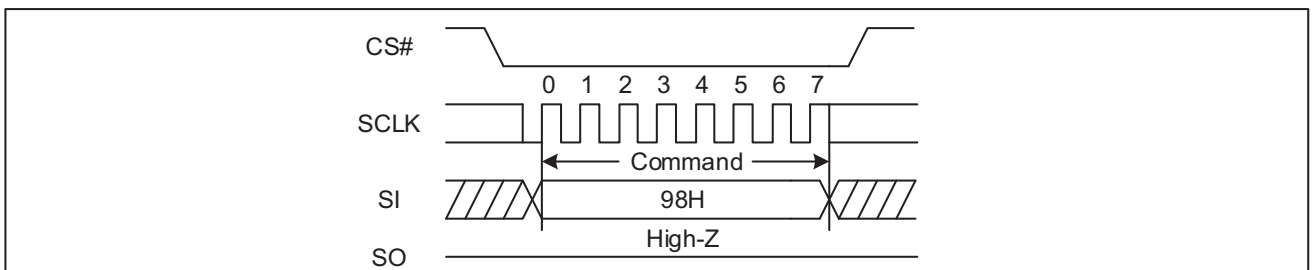 CS#
0 1 2 3 4 5 6 7
SCLK
Command
SI 98H
High-Z
SO